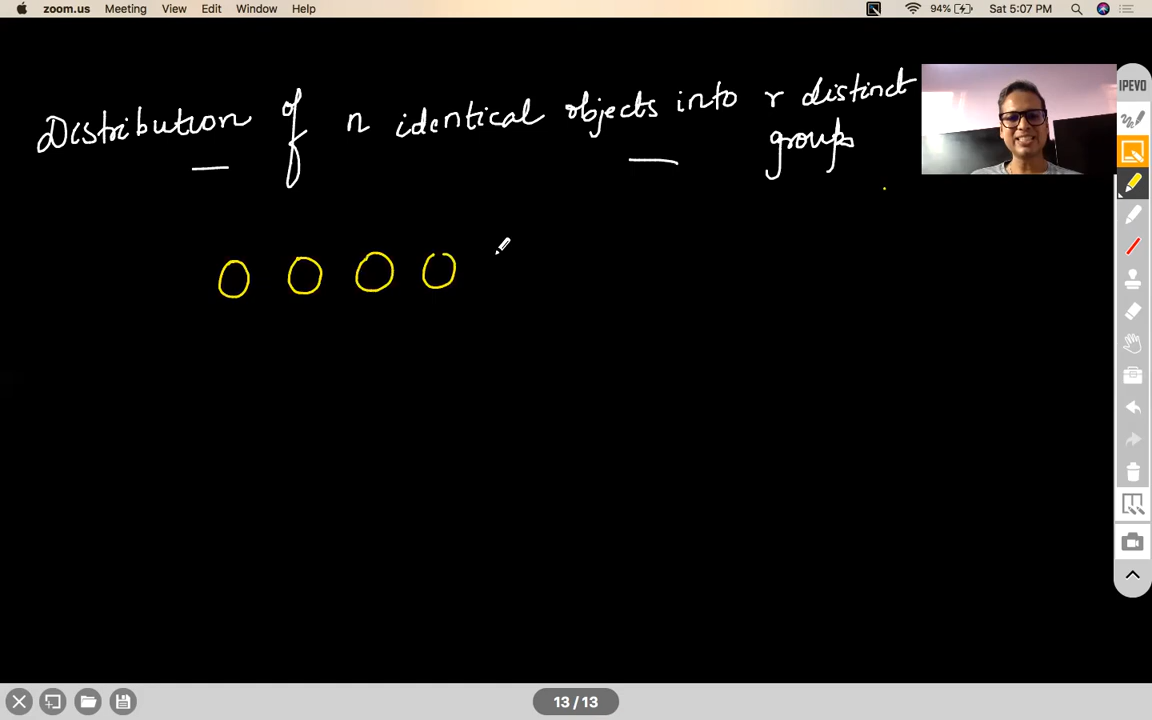 zoom.us Meeting View Edit Window Help 94% Sat 5:07 PM
Distribution of n identical objects into r distinct
groups
IPEVO
13 / 13